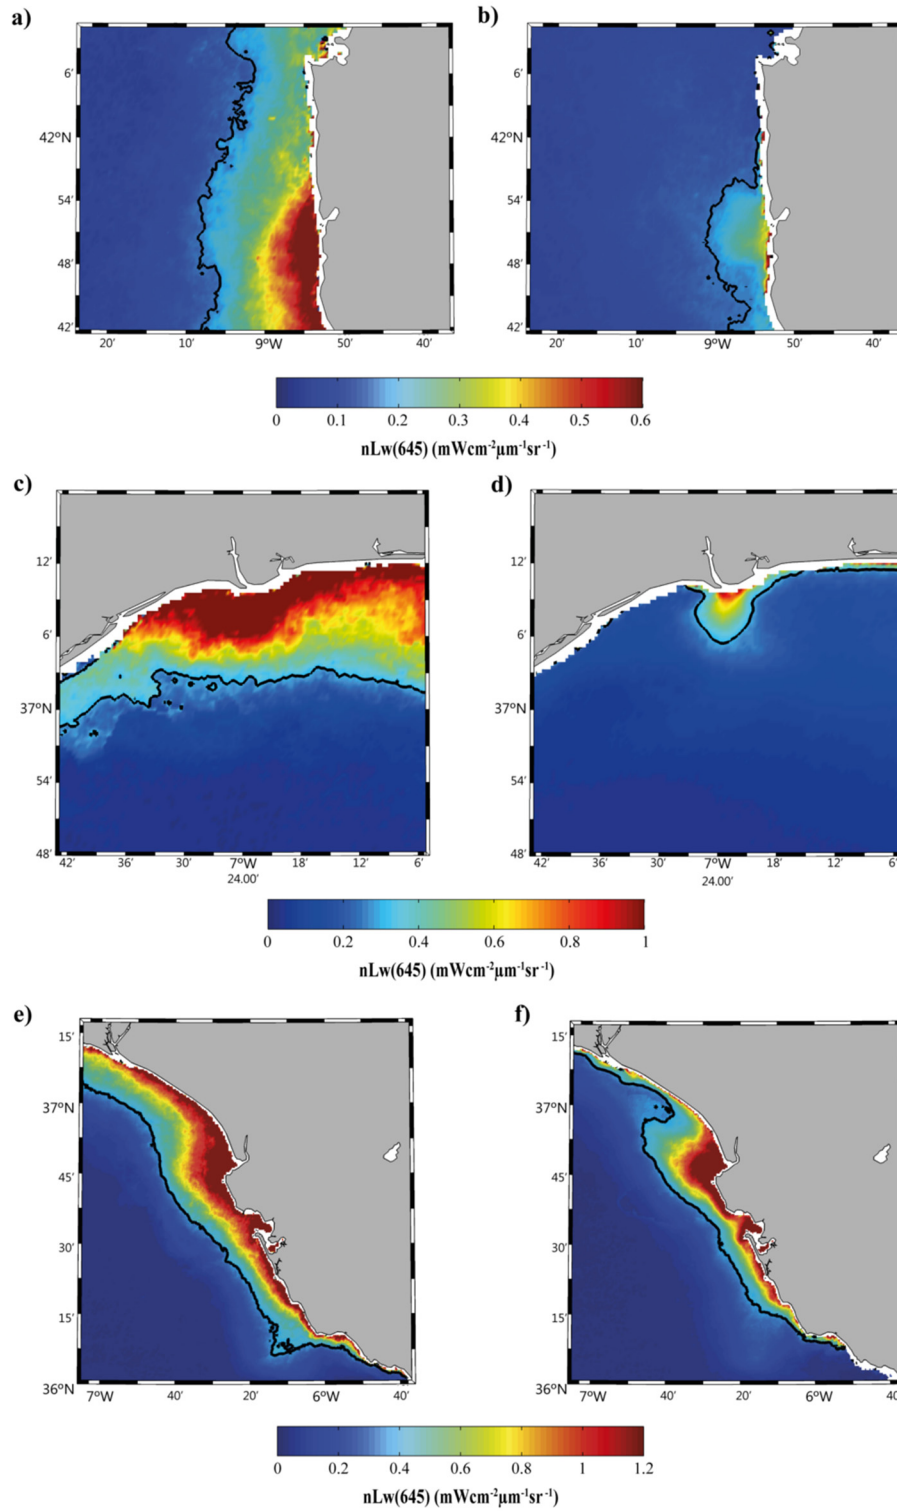 a)
b)
6′
42ºN
54′
48′
42′
20′ 10′ 9ºW 50′ 40′
6′
42ºN
54′
48′
42′
20′ 10′ 9ºW 50′ 40′
0 0.1 0.2 0.3 0.4 0.5 0.6
nLw(645) (mWcm⁻²µm⁻¹sr⁻¹)
c)
d)
12′
6′
37ºN
54′
48′
42′ 36′ 30′ 7ºW 18′ 12′ 6′
24.00′
12′
6′
37ºN
54′
48′
42′ 36′ 30′ 7ºW 18′ 12′ 6′
24.00′
0 0.2 0.4 0.6 0.8 1
nLw(645) (mWcm⁻²µm⁻¹sr⁻¹)
e)
f)
15′
37ºN
45′
30′
15′
36ºN
7ºW 40′ 20′ 6ºW 40′
15′
37ºN
45′
30′
15′
36ºN
7ºW 40′ 20′ 6ºW 40′
0 0.2 0.4 0.6 0.8 1 1.2
nLw(645) (mWcm⁻²µm⁻¹sr⁻¹)